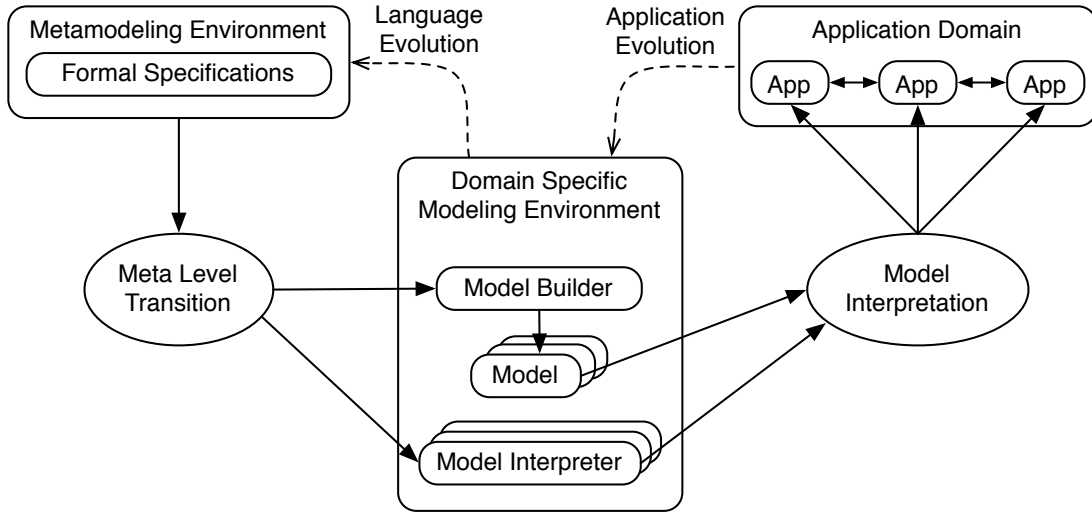 Metamodeling Environment
Formal Specifications
Language
Evolution
Application
Evolution
Application Domain
App
App
App
Domain Specific
Modeling Environment
Meta Level
Transition
Model Builder
Model
Model Interpreter
Model
Interpretation